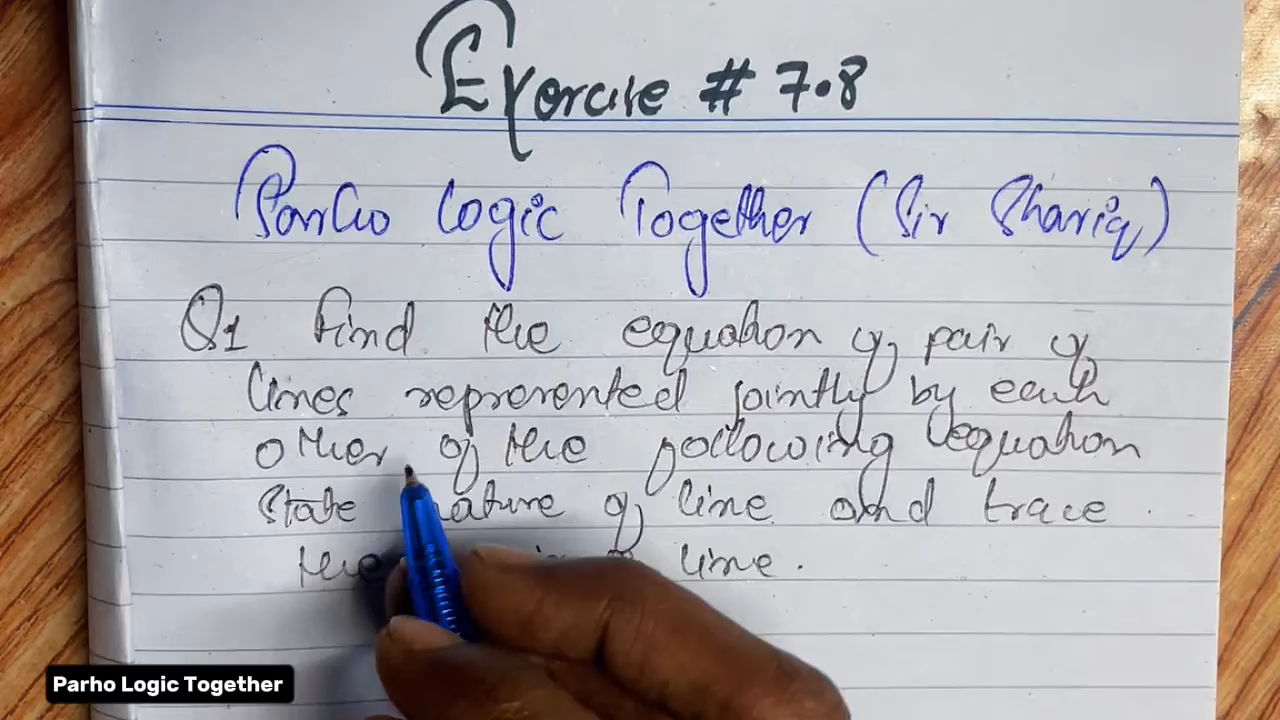 Exercise # 7.8
Parho Logic Together (Sir Shariq)
Q1 Find the equation of pair of
lines represented jointly by each
other of the following equation
State nature of line and trace
the line.
Parho Logic Together